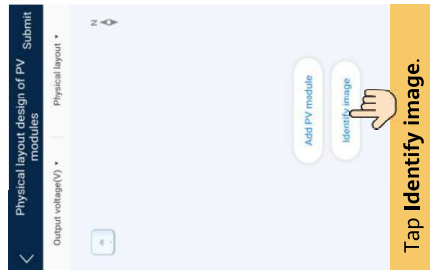 Physical layout design of PV
modules
Submit
Output voltage(V)
Physical layout
N
Add PV module
Identify image
Tap Identify image.